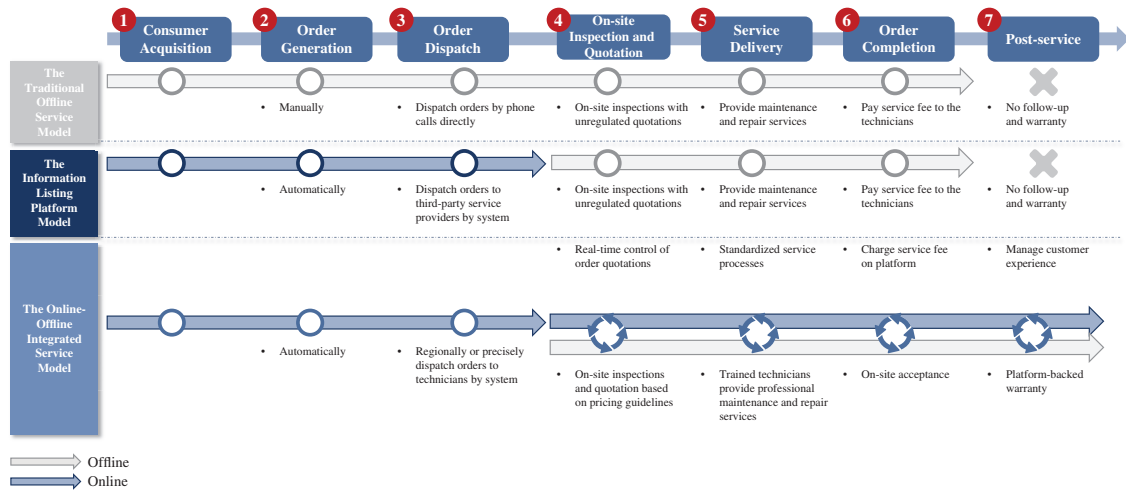 1
Consumer
Acquisition
2
Order
Generation
3
Order
Dispatch
4
On-site
Inspection and
Quotation
5
Service
Delivery
6
Order
Completion
7
Post-service
The
Traditional
Offline
Service
Model
• Manually
• Dispatch orders by phone
calls directly
• On-site inspections with
unregulated quotations
• Provide maintenance
and repair services
• Pay service fee to the
technicians
• No follow-up
and warranty
The
Information
Listing
Platform
Model
• Automatically
• Dispatch orders to
third-party service
providers by system
• On-site inspections with
unregulated quotations
• Provide maintenance
and repair services
• Pay service fee to the
technicians
• No follow-up
and warranty
The Online-
Offline
Integrated
Service
Model
• Real-time control of
order quotations
• Standardized service
processes
• Charge service fee
on platform
• Manage customer
experience
• Automatically
• Regionally or precisely
dispatch orders to
technicians by system
• On-site inspections
and quotation based
on pricing guidelines
• Trained technicians
provide professional
maintenance and repair
services
• On-site acceptance
• Platform-backed
warranty
Offline
Online